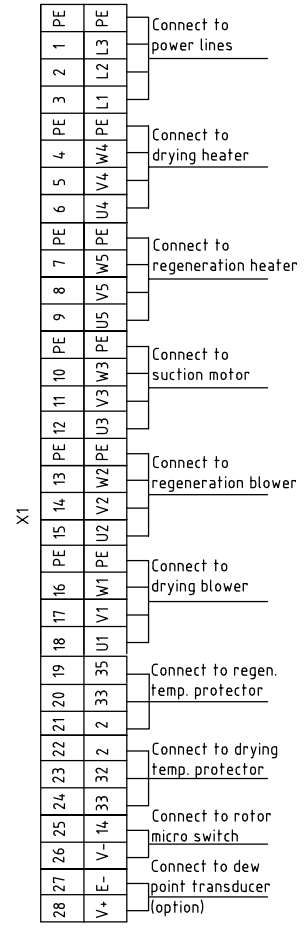 X1
PE PE
1 L3
2 L2
3 L1
Connect to
power lines
PE PE
4 W4
5 V4
6 U4
Connect to
drying heater
PE PE
7 W5
8 V5
9 U5
Connect to
regeneration heater
PE PE
10 W3
11 V3
12 U3
Connect to
suction motor
PE PE
13 W2
14 V2
15 U2
Connect to
regeneration blower
PE PE
16 W1
17 V1
18 U1
Connect to
drying blower
19 35
20 33
21 2
Connect to regen.
temp. protector
22 2
23 32
24 33
Connect to drying
temp. protector
25 14
26 V-
Connect to rotor
micro switch
27 E-
28 V+
Connect to dew
point transducer
(option)